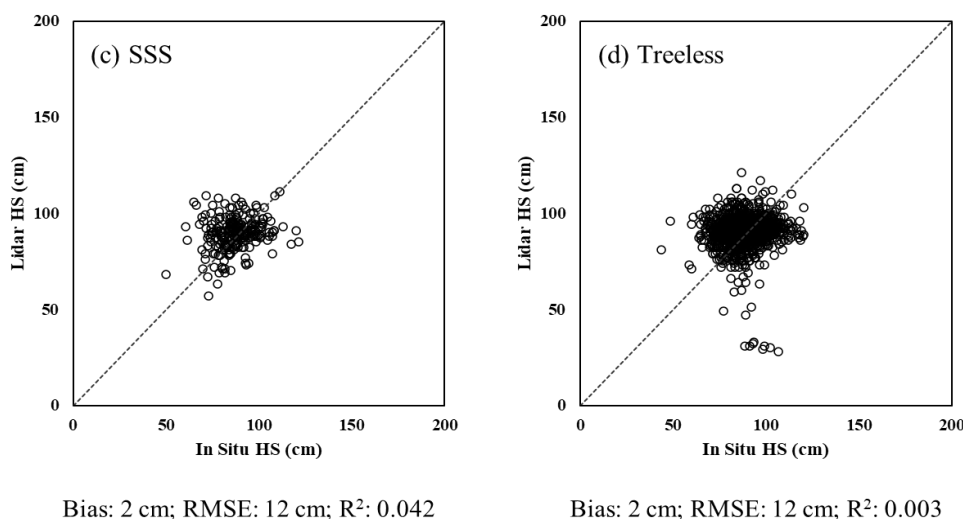 200
(c) SSS
150
100
50
0
0 50 100 150 200
Lidar HS (cm)
In Situ HS (cm)
Bias: 2 cm; RMSE: 12 cm; R²: 0.042
200
(d) Treeless
150
100
50
0
0 50 100 150 200
Lidar HS (cm)
In Situ HS (cm)
Bias: 2 cm; RMSE: 12 cm; R²: 0.003